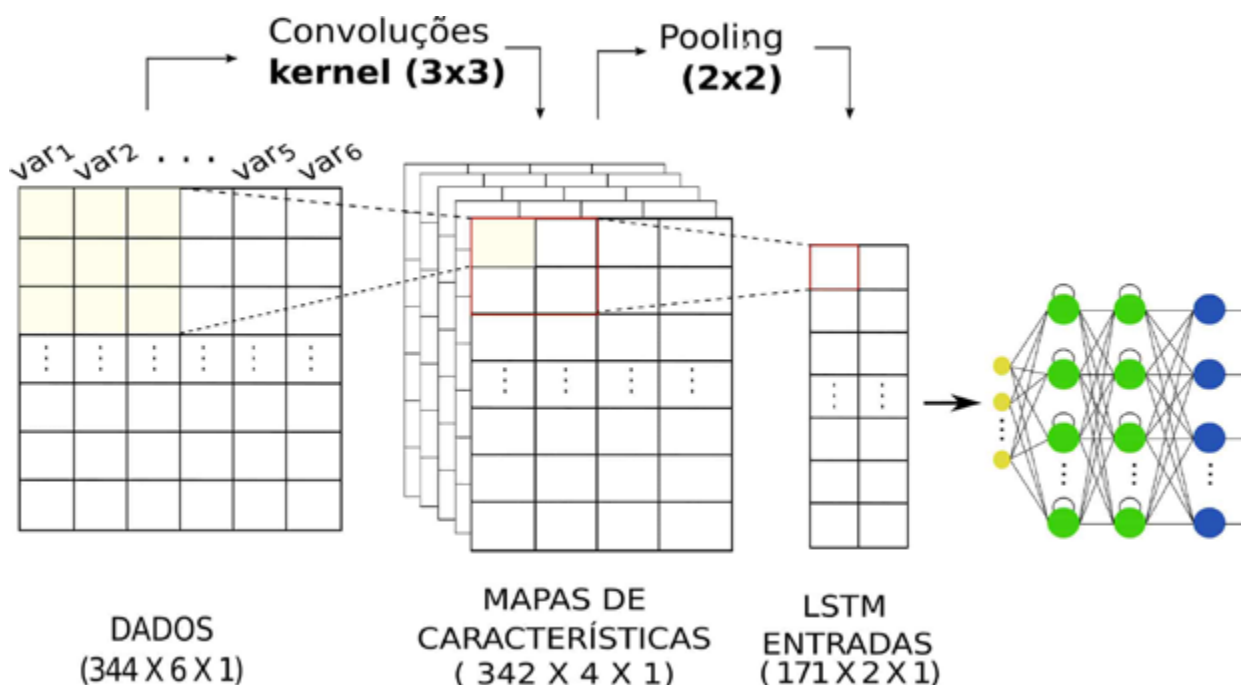 Convoluções
kernel (3x3)
Pooling
(2x2)
var1 var2 . . . var5 var6
DADOS
(344 X 6 X 1)
MAPAS DE
CARACTERÍSTICAS
( 342 X 4 X 1)
LSTM
ENTRADAS
(171 X 2 X 1)